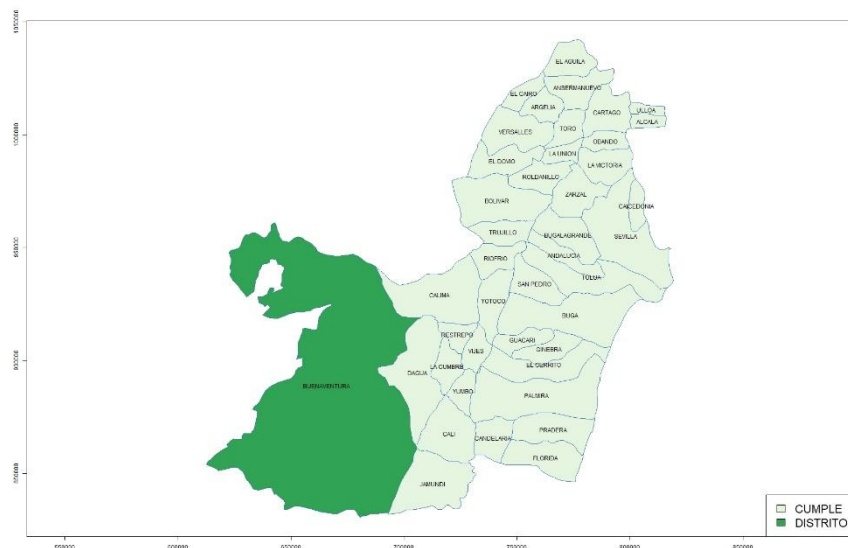 EL AGUILA
ANSERMANUEVO
EL CAIRO
ARGELIA
CARTAGO
ULLOA
ALCALA
TORO
VERSALLES
OBANDO
LA UNION
EL DOVIO
LA VICTORIA
ROLDANILLO
ZARZAL
BOLIVAR
CAICEDONIA
TRUJILLO
BUGALAGRANDE
SEVILLA
ANDALUCIA
RIOFRIO
TULUA
SAN PEDRO
CALIMA
YOTOCO
BUGA
RESTREPO
GUACARI
VIJES
GINEBRA
EL CERRITO
DAGUA
LA CUMBRE
BUENAVENTURA
YUMBO
PALMIRA
CALI
CANDELARIA
PRADERA
FLORIDA
JAMUNDI
CUMPLE
DISTRITO